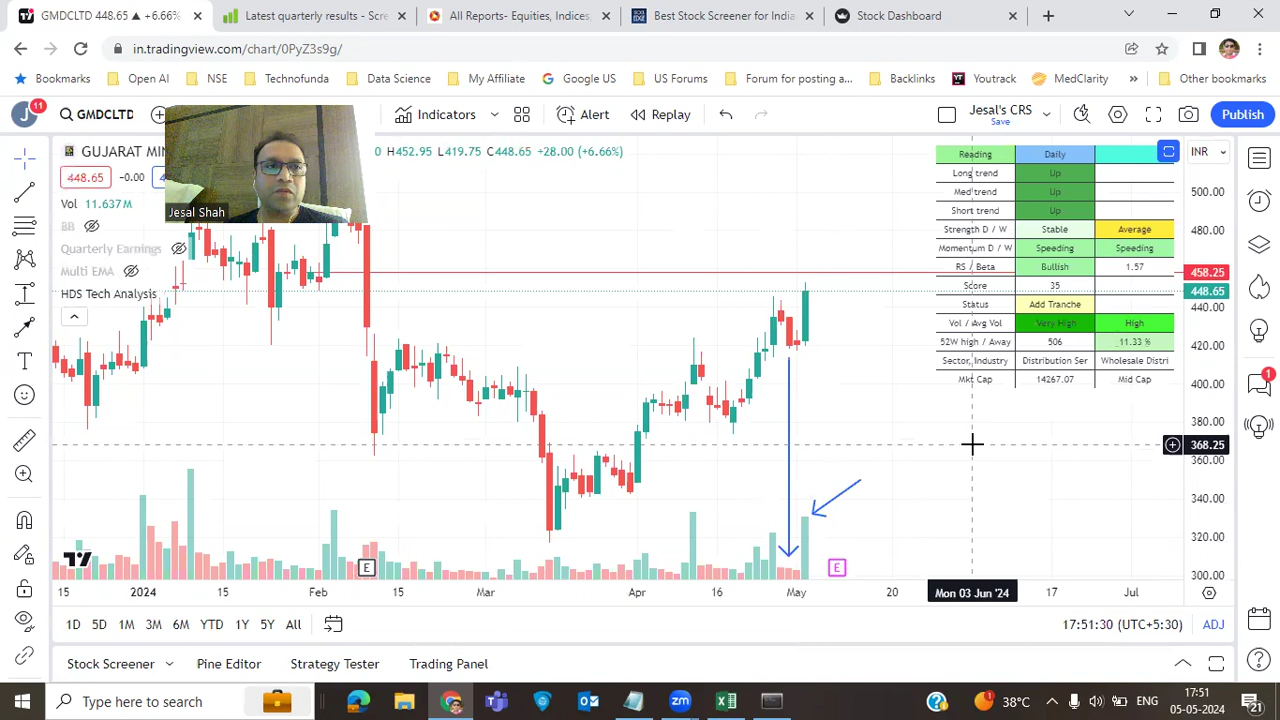 GMDCLTD 448.65 ▲ +6.66%
Latest quarterly results - scree
All Reports- Equities, Indices,
Best Stock Screener for India
Stock Dashboard
in.tradingview.com/chart/0PyZ3s9g/
Bookmarks
Open AI
NSE
Technofunda
Data Science
My Affiliate
Google US
US Forums
Forum for posting a...
Backlinks
Youtrack
MedClarity
Other bookmarks
J
11
GMDCLTD
Indicators
Alert
Replay
Jesal's CRS
Save
Publish
GUJARAT MIN
0 H452.95 L419.75 C448.65 +28.00 (+6.66%)
INR
448.65
-0.00
Vol 11.637M
BB
Quarterly Earnings
Multi EMA
HDS Tech Analysis
Jesal Shah
Reading Daily
Long trend Up
Med trend Up
Short trend Up
Strength D / W Stable Average
Momentum D / W Speeding Speeding
RS / Beta Bullish 1.57
Score 35
Status Add Tranche
Vol / Avg Vol Very High High
52W high / Away 506 11.33 %
Sector, Industry Distribution Ser Wholesale Distri
Mkt Cap 14267.07 Mid Cap
500.00
480.00
458.25
448.65
440.00
420.00
400.00
380.00
368.25
360.00
340.00
320.00
300.00
E
E
15 2024 15 Feb 15 Mar Apr 16 May 20 Mon 03 Jun '24 17 Jul
1D 5D 1M 3M 6M YTD 1Y 5Y All
17:51:30 (UTC+5:30) ADJ
Stock Screener
Pine Editor
Strategy Tester
Trading Panel
1
Type here to search
1
38°C
ENG
17:51
05-05-2024
21